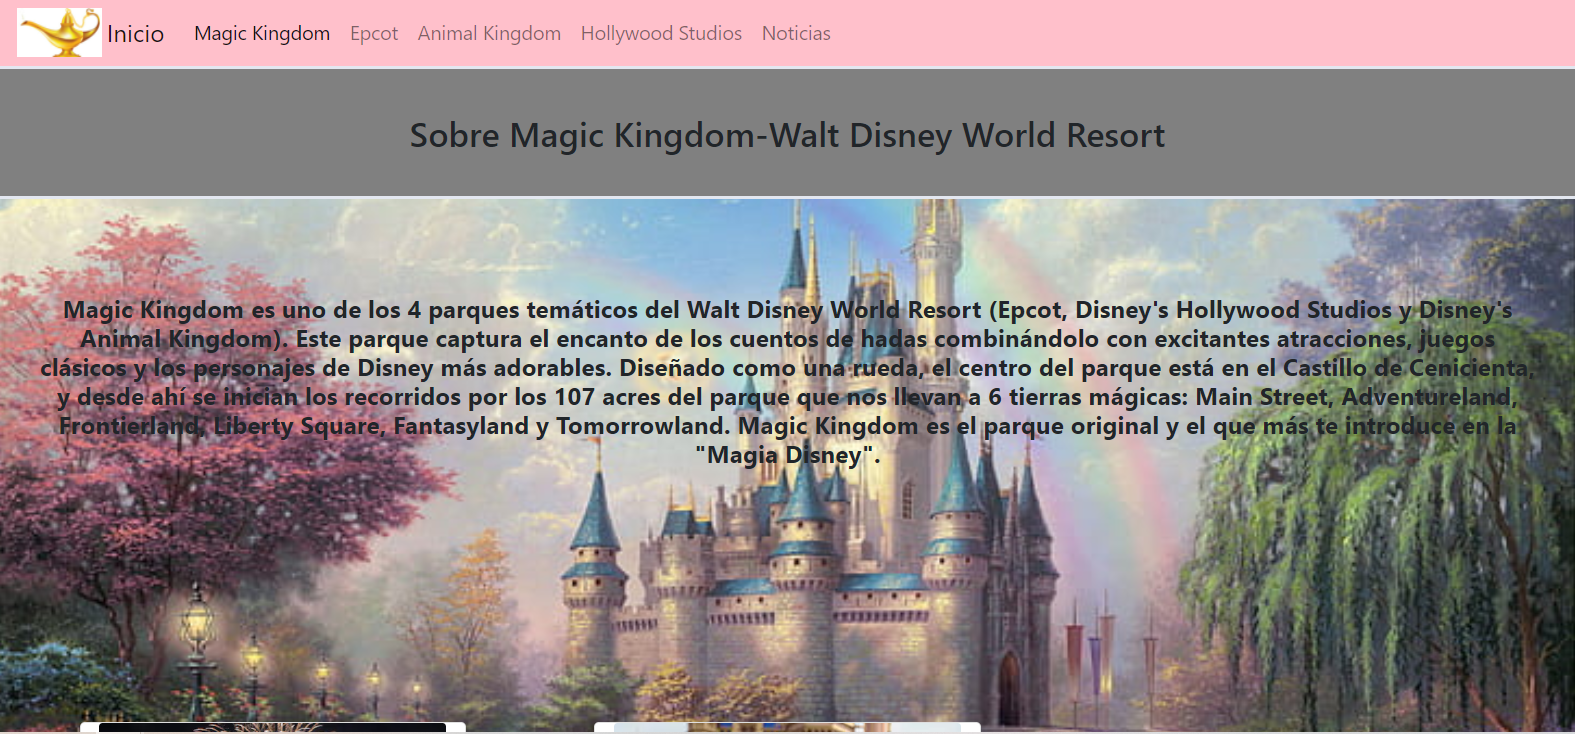 Inicio Magic Kingdom Epcot Animal Kingdom Hollywood Studios Noticias
Sobre Magic Kingdom-Walt Disney World Resort
Magic Kingdom es uno de los 4 parques temáticos del Walt Disney World Resort (Epcot, Disney's Hollywood Studios y Disney's
Animal Kingdom). Este parque captura el encanto de los cuentos de hadas combinándolo con excitantes atracciones, juegos
clásicos y los personajes de Disney más adorables. Diseñado como una rueda, el centro del parque está en el Castillo de Cenicienta,
y desde ahí se inician los recorridos por los 107 acres del parque que nos llevan a 6 tierras mágicas: Main Street, Adventureland,
Frontierland, Liberty Square, Fantasyland y Tomorrowland. Magic Kingdom es el parque original y el que más te introduce en la
"Magia Disney".